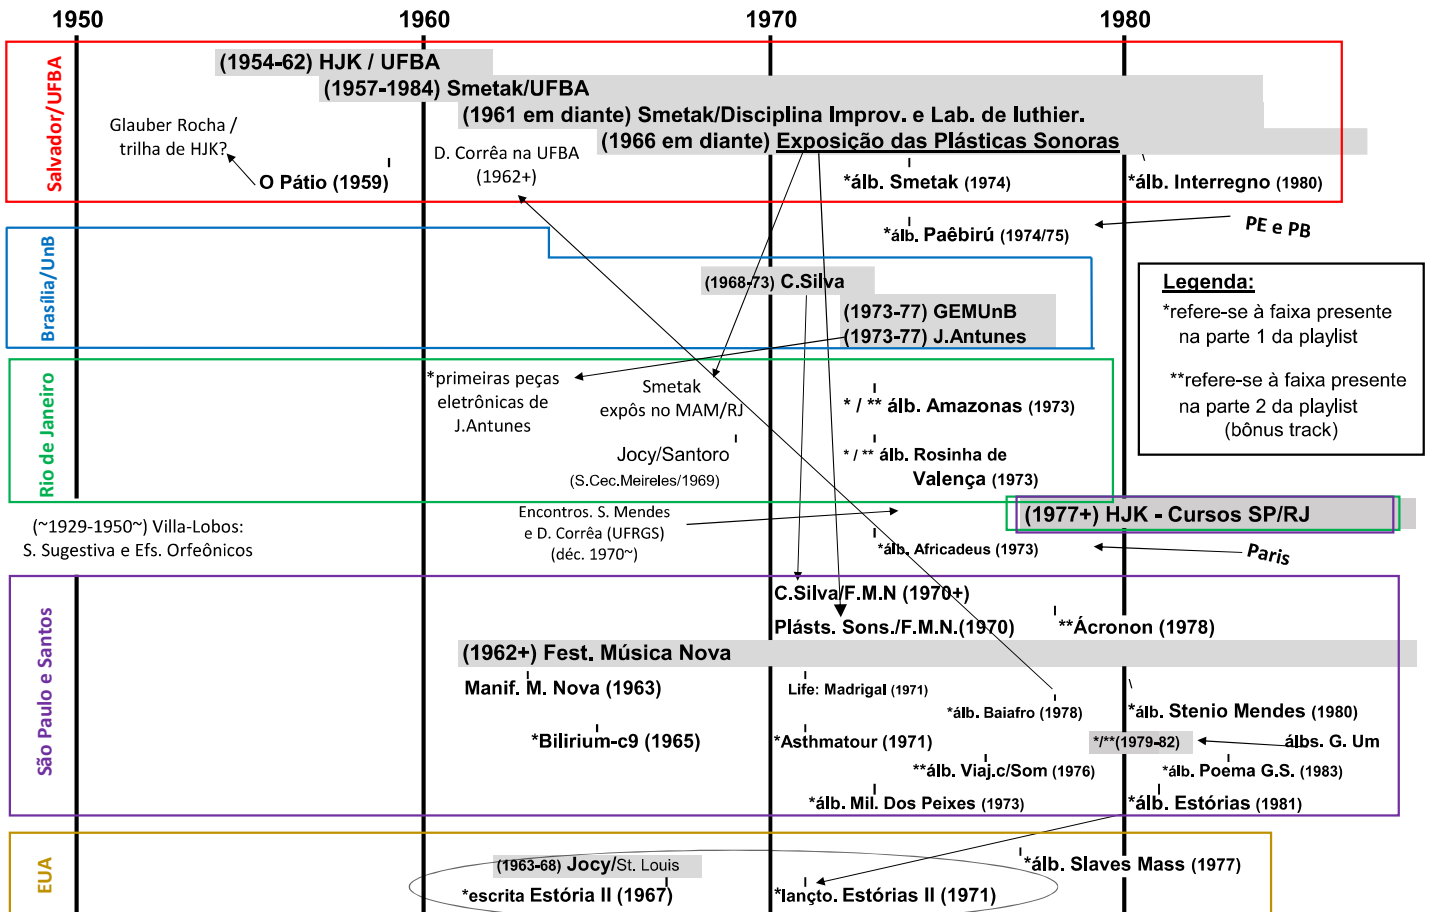 1950 1960 1970 1980
Salvador/UFBA
(1954-62) HJK / UFBA
(1957-1984) Smetak/UFBA
(1961 em diante) Smetak/Disciplina Improv. e Lab. de luthier.
(1966 em diante) Exposição das Plásticas Sonoras
Glauber Rocha /
trilha de HJK?
D. Corrêa na UFBA
(1962+)
O Pátio (1959)
*álb. Smetak (1974)
*álb. Interregno (1980)
*álb. Paêbirú (1974/75)
PE e PB
Brasília/UnB
(1968-73) C.Silva
(1973-77) GEMUnB
(1973-77) J.Antunes
Legenda:
*refere-se à faixa presente
na parte 1 da playlist
**refere-se à faixa presente
na parte 2 da playlist
(bônus track)
Rio de Janeiro
*primeiras peças
eletrônicas de
J.Antunes
Smetak
expôs no MAM/RJ
* / ** álb. Amazonas (1973)
Jocy/Santoro
(S.Cec.Meireles/1969)
* / ** álb. Rosinha de
Valença (1973)
(~1929-1950~) Villa-Lobos:
S. Sugestiva e Efs. Orfeônicos
Encontros. S. Mendes
e D. Corrêa (UFRGS)
(déc. 1970~)
(1977+) HJK - Cursos SP/RJ
*álb. Africadeus (1973)
Paris
São Paulo e Santos
C.Silva/F.M.N (1970+)
Plásts. Sons./F.M.N.(1970)
**Ácronon (1978)
(1962+) Fest. Música Nova
Manif. M. Nova (1963)
Life: Madrigal (1971)
*álb. Baiafro (1978)
*álb. Stenio Mendes (1980)
*Bilirium-c9 (1965)
*Asthmatour (1971)
*/**(1979-82)
álbs. G. Um
**álb. Viaj.c/Som (1976)
*álb. Poema G.S. (1983)
*álb. Mil. Dos Peixes (1973)
*álb. Estórias (1981)
EUA
(1963-68) Jocy/St. Louis
*álb. Slaves Mass (1977)
*escrita Estória II (1967)
*lançto. Estórias II (1971)